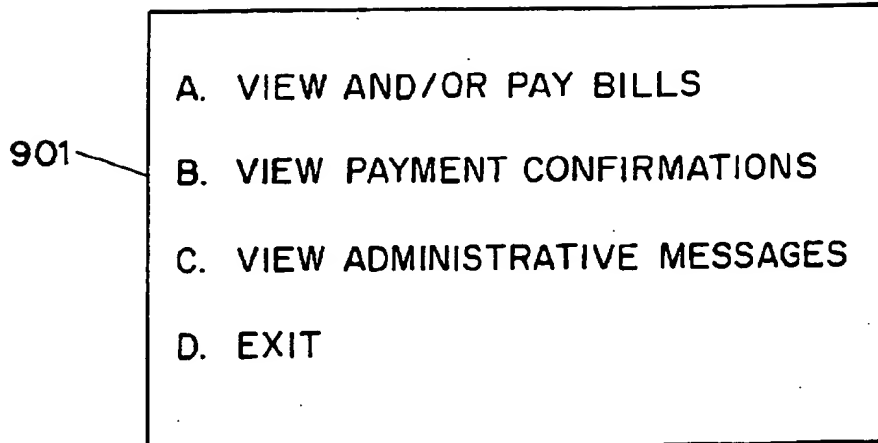 A. VIEW AND/OR PAY BILLS
901
B. VIEW PAYMENT CONFIRMATIONS
C. VIEW ADMINISTRATIVE MESSAGES
D. EXIT